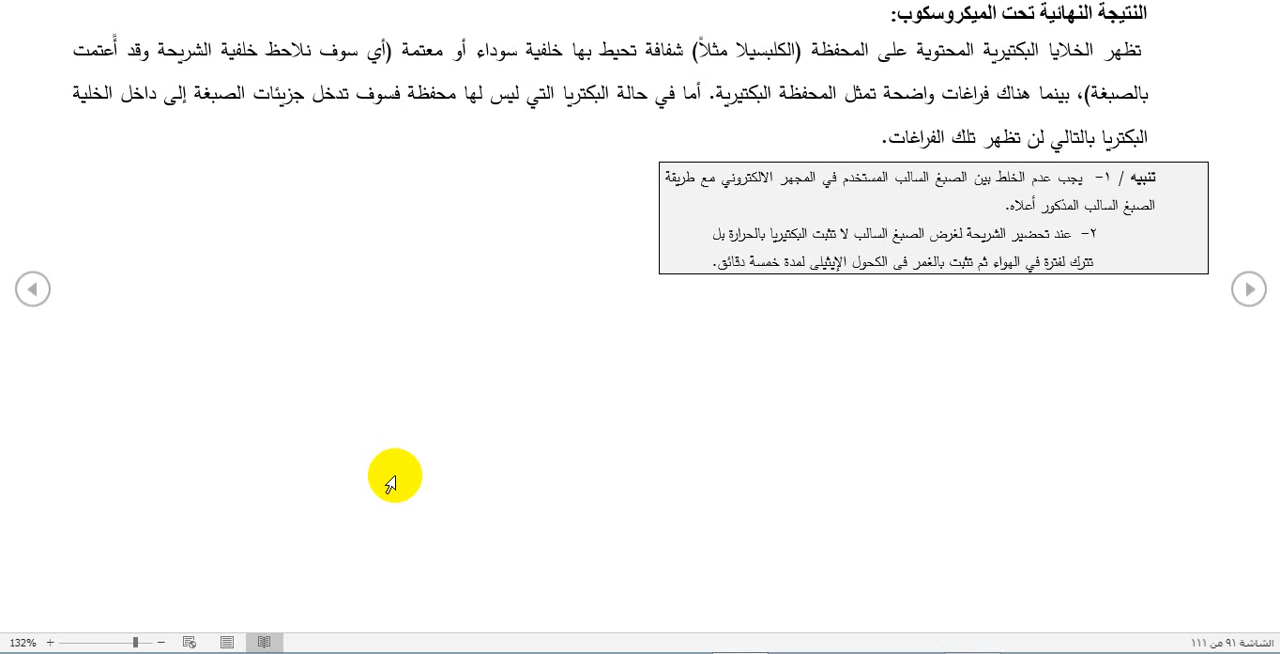 النتيجة النهائية تحت الميكروسكوب:
تظهر الخلايا البكتيرية المحتوية على المحفظة (الكلبسيلا مثلاً) شفافة تحيط بها خلفية سوداء أو معتمة (أي سوف نلاحظ خلفية الشريحة وقد أُعتمت
بالصبغة)، بينما هناك فراغات واضحة تمثل المحفظة البكتيرية. أما في حالة البكتريا التي ليس لها محفظة فسوف تدخل جزيئات الصبغة إلى داخل الخلية
البكتريا بالتالي لن تظهر تلك الفراغات.
تنبيه / ١- يجب عدم الخلط بين الصبغ السالب المستخدم في المجهر الالكتروني مع طريقة
الصبغ السالب المذكور أعلاه.
٢- عند تحضير الشريحة لغرض الصبغ السالب لا تثبت البكتيريا بالحرارة بل
تترك لفترة في الهواء ثم تثبت بالغمر في الكحول الإيثيلي لمدة خمسة دقائق.
الشاشة ٩١ من ١١١
132%